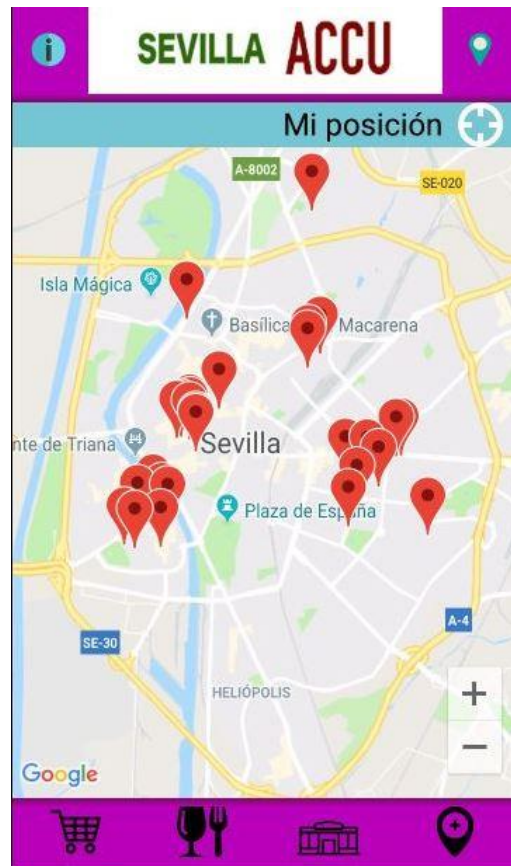 i
SEVILLA ACCU
Mi posición
A-8002
SE-020
Isla Mágica
Basílica
Macarena
nte de Triana
Sevilla
Plaza de España
A-4
SE-30
HELIÓPOLIS
+
−
Google